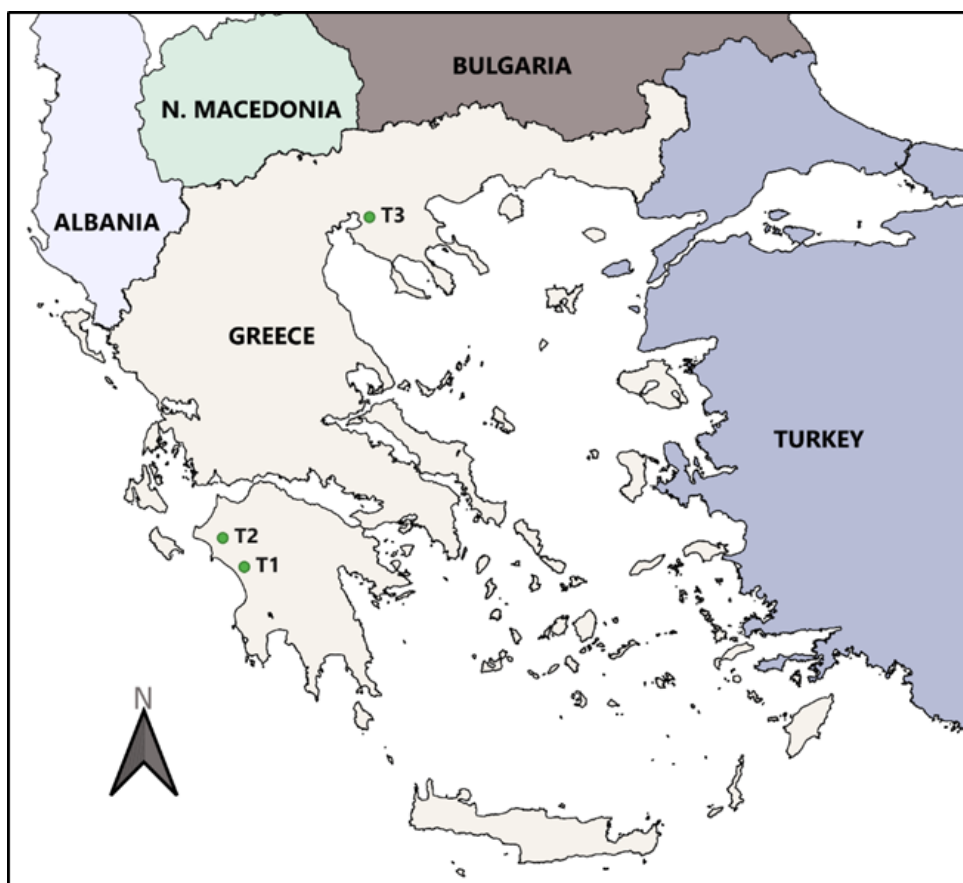 BULGARIA
N. MACEDONIA
ALBANIA
T3
GREECE
TURKEY
T2
T1
N